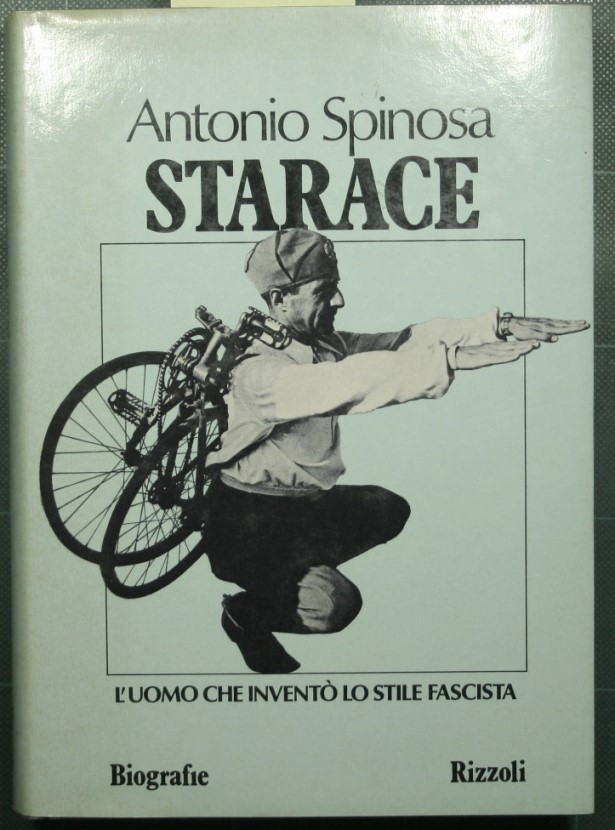 Antonio Spinosa
STARACE
L'UOMO CHE INVENTÒ LO STILE FASCISTA
Biografie
Rizzoli